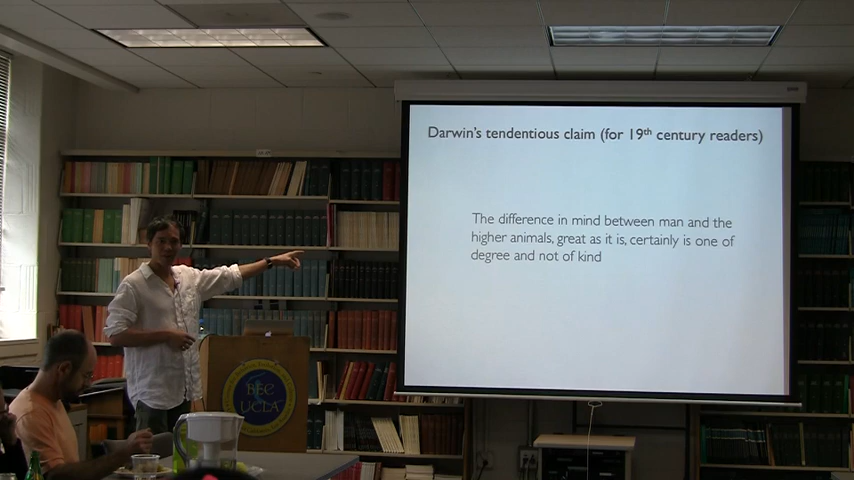 Darwin's tendentious claim (for 19th century readers)
The difference in mind between man and the
higher animals, great as it is, certainly is one of
degree and not of kind
BEC
UCLA